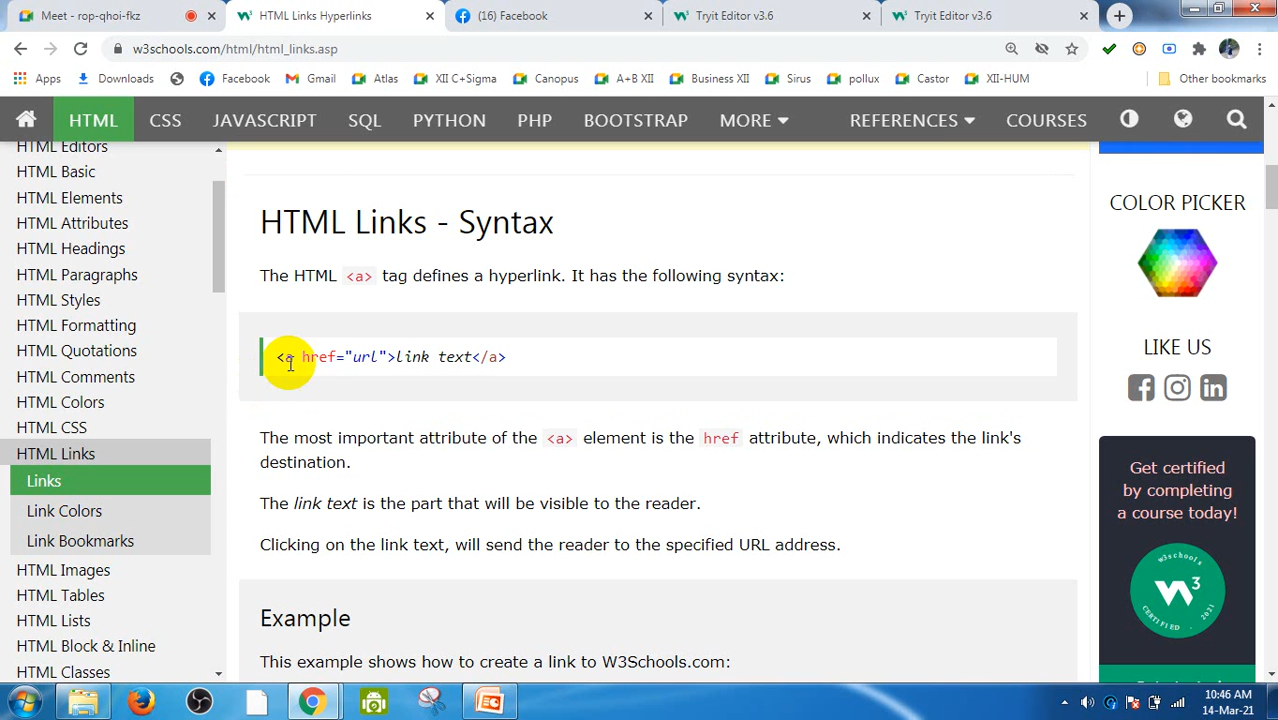 Meet - rop-qhoi-fkz
HTML Links Hyperlinks
(16) Facebook
Tryit Editor v3.6
Tryit Editor v3.6
w3schools.com/html/html_links.asp
Apps
Downloads
Facebook
Gmail
Atlas
XII C+Sigma
Canopus
A+B XII
Business XII
Sirus
pollux
Castor
XII-HUM
Other bookmarks
HTML
CSS
JAVASCRIPT
SQL
PYTHON
PHP
BOOTSTRAP
MORE
REFERENCES
COURSES
HTML Editors
HTML Basic
HTML Elements
HTML Attributes
HTML Headings
HTML Paragraphs
HTML Styles
HTML Formatting
HTML Quotations
HTML Comments
HTML Colors
HTML CSS
HTML Links
Links
Link Colors
Link Bookmarks
HTML Images
HTML Tables
HTML Lists
HTML Block & Inline
HTML Classes
HTML Links - Syntax
The HTML <a> tag defines a hyperlink. It has the following syntax:
<a href="url">link text</a>
The most important attribute of the <a> element is the href attribute, which indicates the link's
destination.
The link text is the part that will be visible to the reader.
Clicking on the link text, will send the reader to the specified URL address.
Example
This example shows how to create a link to W3Schools.com:
COLOR PICKER
LIKE US
Get certified
by completing
a course today!
w3schools
CERTIFIED . 2021
10:46 AM
14-Mar-21